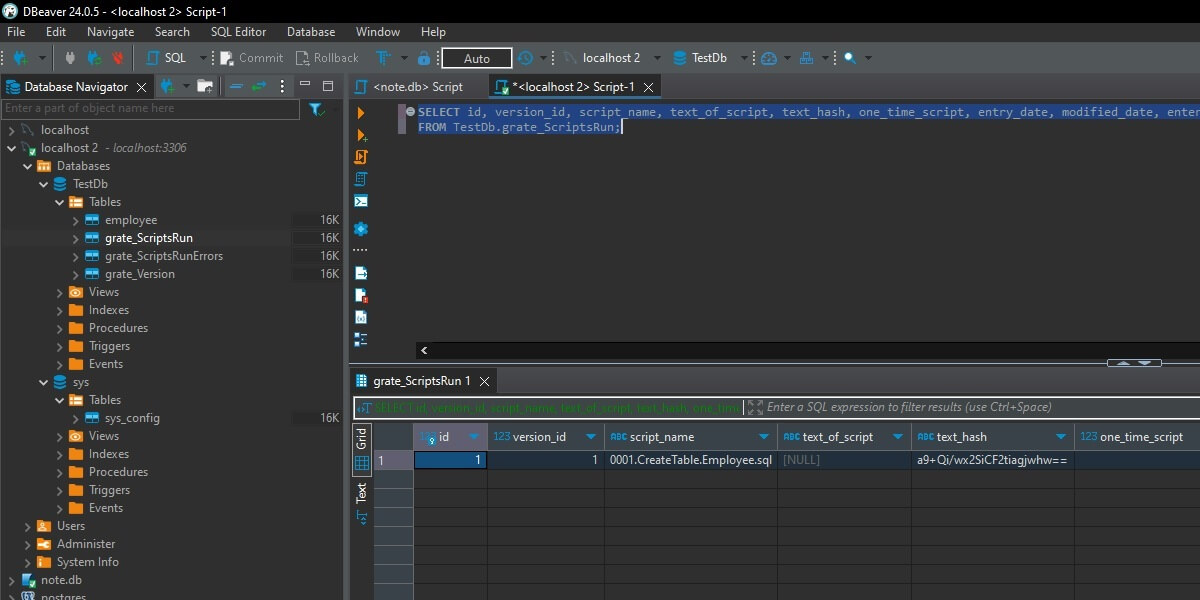 DBeaver 24.0.5 - <localhost 2> Script-1
File Edit Navigate Search SQL Editor Database Window Help
SQL Commit Rollback Auto localhost 2 TestDb
Database Navigator
<note.db> Script
*<localhost 2> Script-1
Enter a part of object name here
localhost
localhost 2 - localhost:3306
Databases
TestDb
Tables
employee 16K
grate_ScriptsRun 16K
grate_ScriptsRunErrors 16K
grate_Version 16K
Views
Indexes
Procedures
Triggers
Events
sys
Tables
sys_config 16K
Views
Indexes
Procedures
Triggers
Events
Users
Administer
System Info
note.db
postgres
SELECT id, version_id, script_name, text_of_script, text_hash, one_time_script, entry_date, modified_date, enter
FROM TestDb.grate_ScriptsRun;
grate_ScriptsRun 1
SELECT id, version_id, script_name, text_of_script, text_hash, one_time
Enter a SQL expression to filter results (use Ctrl+Space)
Grid
Text
123 id 123 version_id ABC script_name ABC text_of_script ABC text_hash 123 one_time_script
1 1 1 0001.CreateTable.Employee.sql [NULL] a9+Qi/wx2SiCF2tiagjwhw==